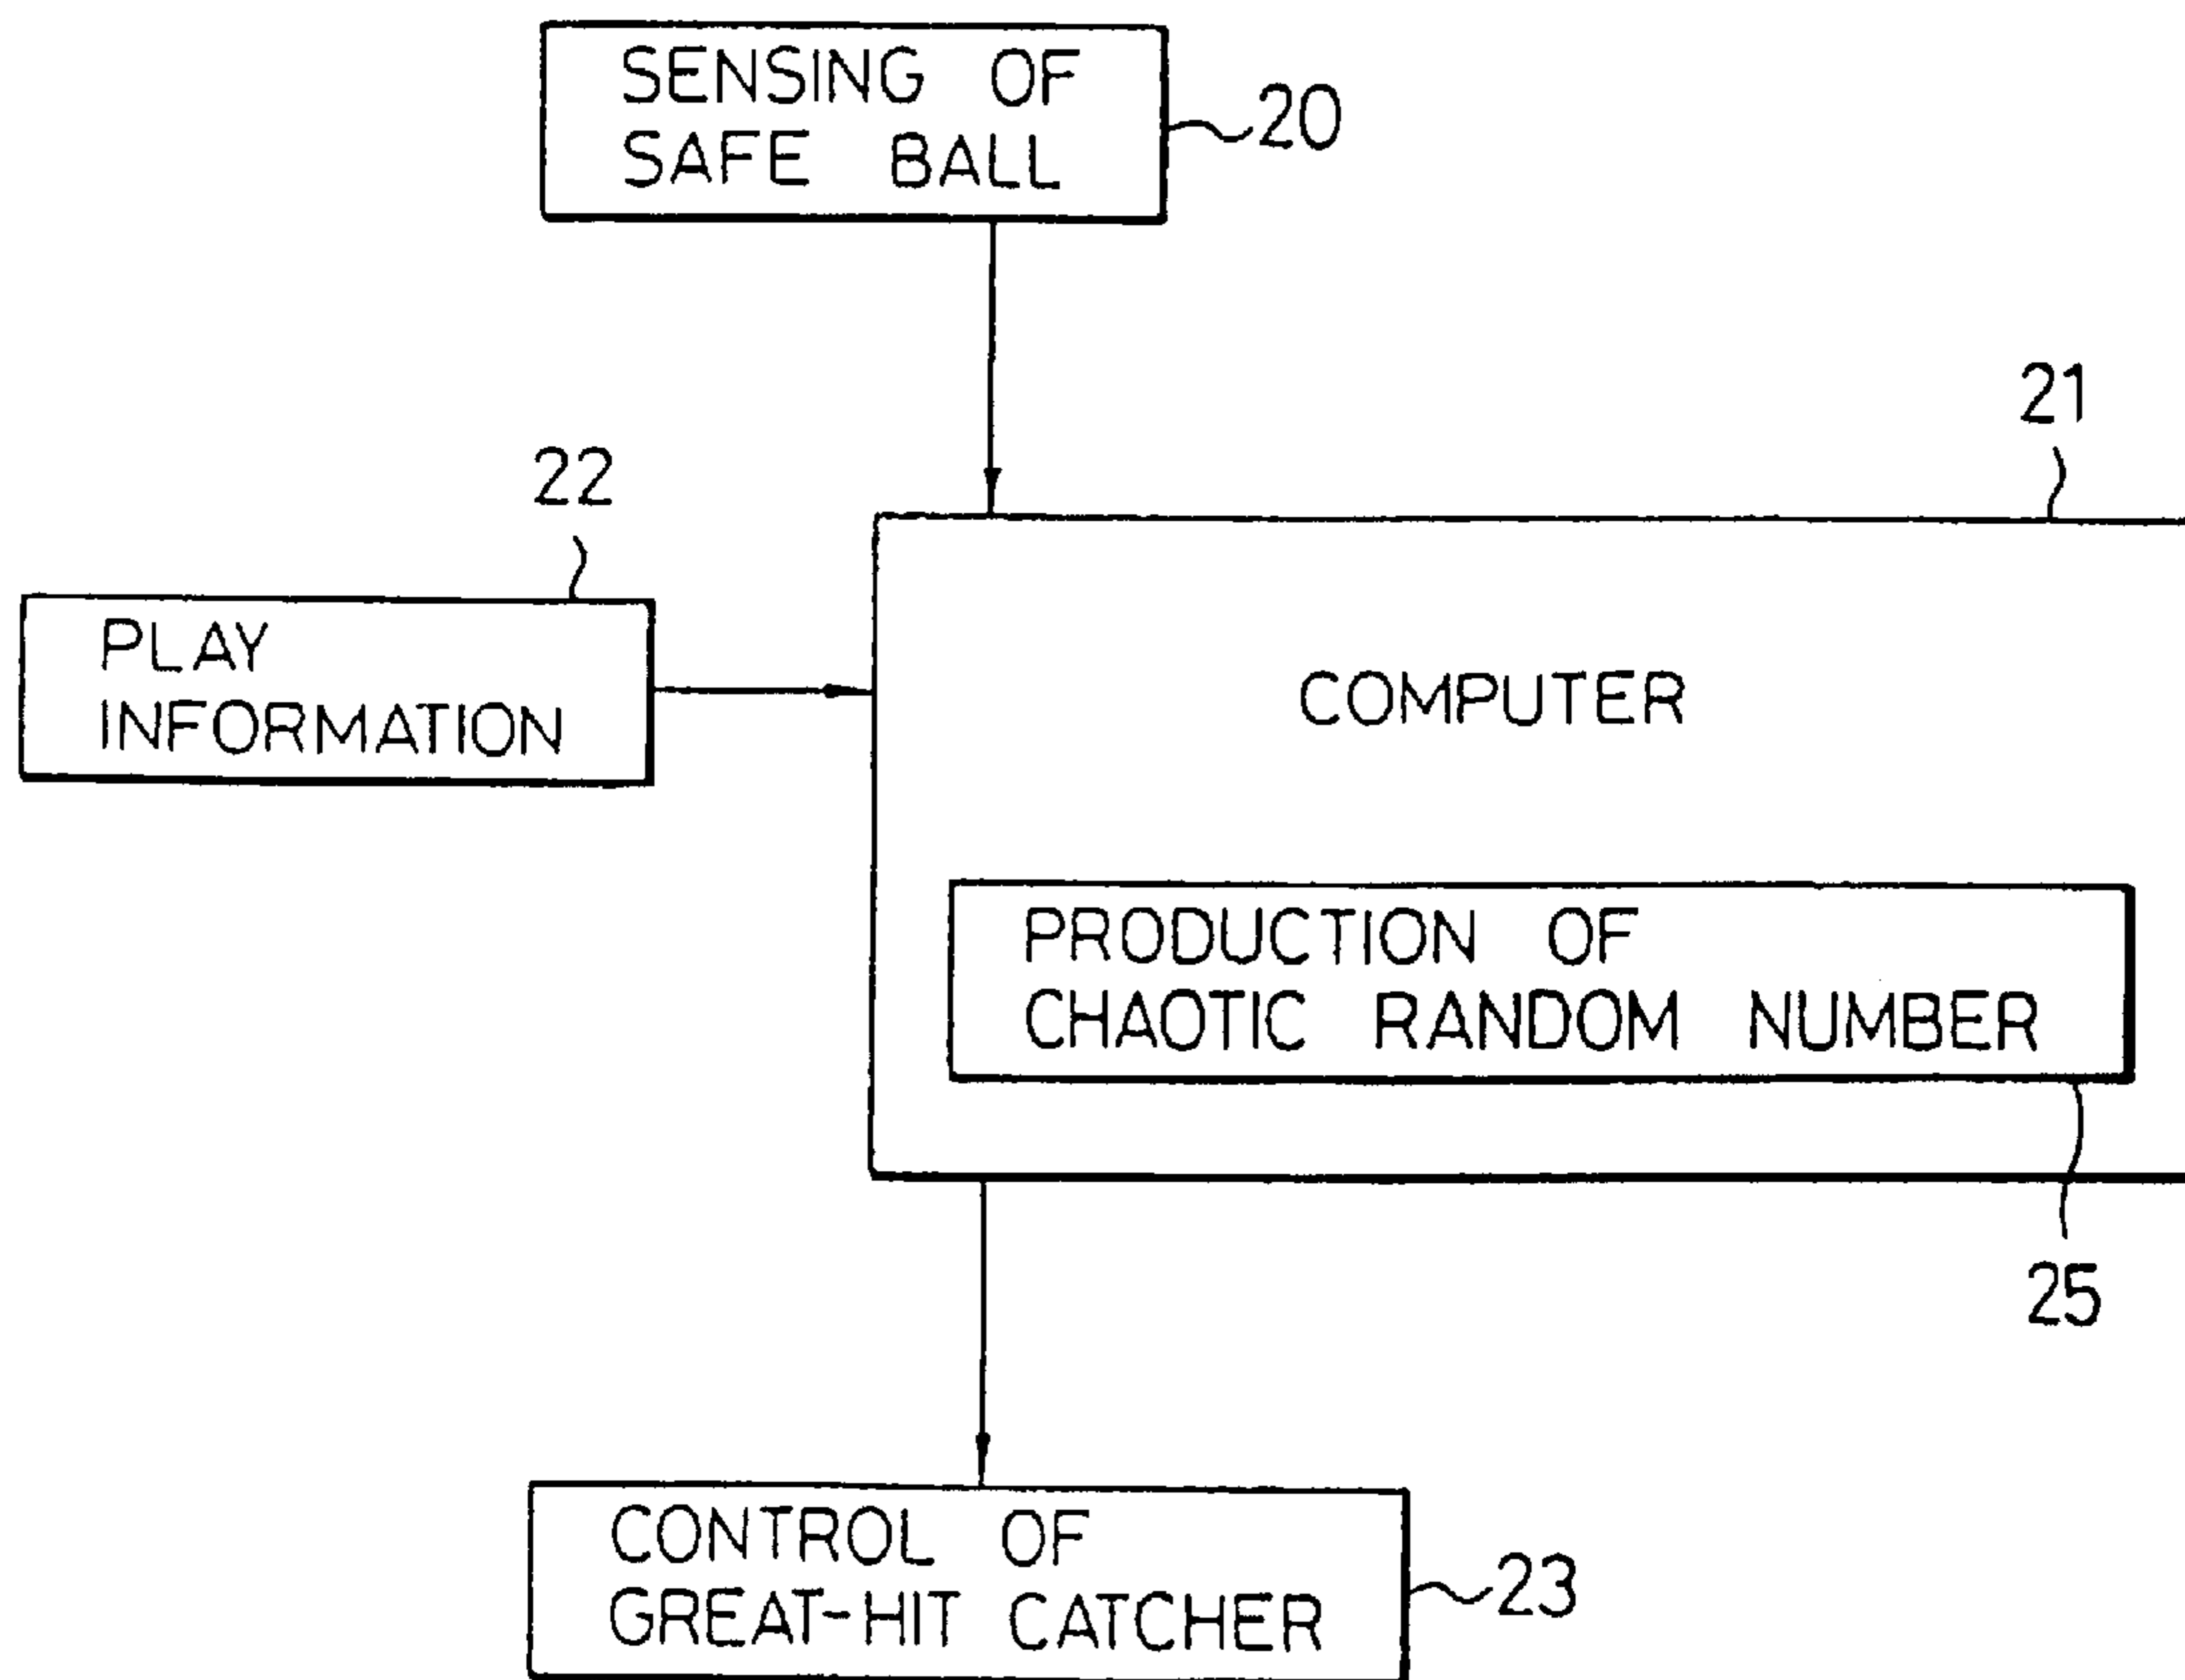 SENSING OF
SAFE BALL
20
21
22
PLAY
INFORMATION
COMPUTER
PRODUCTION OF
CHAOTIC RANDOM NUMBER
25
CONTROL OF
GREAT-HIT CATCHER
23